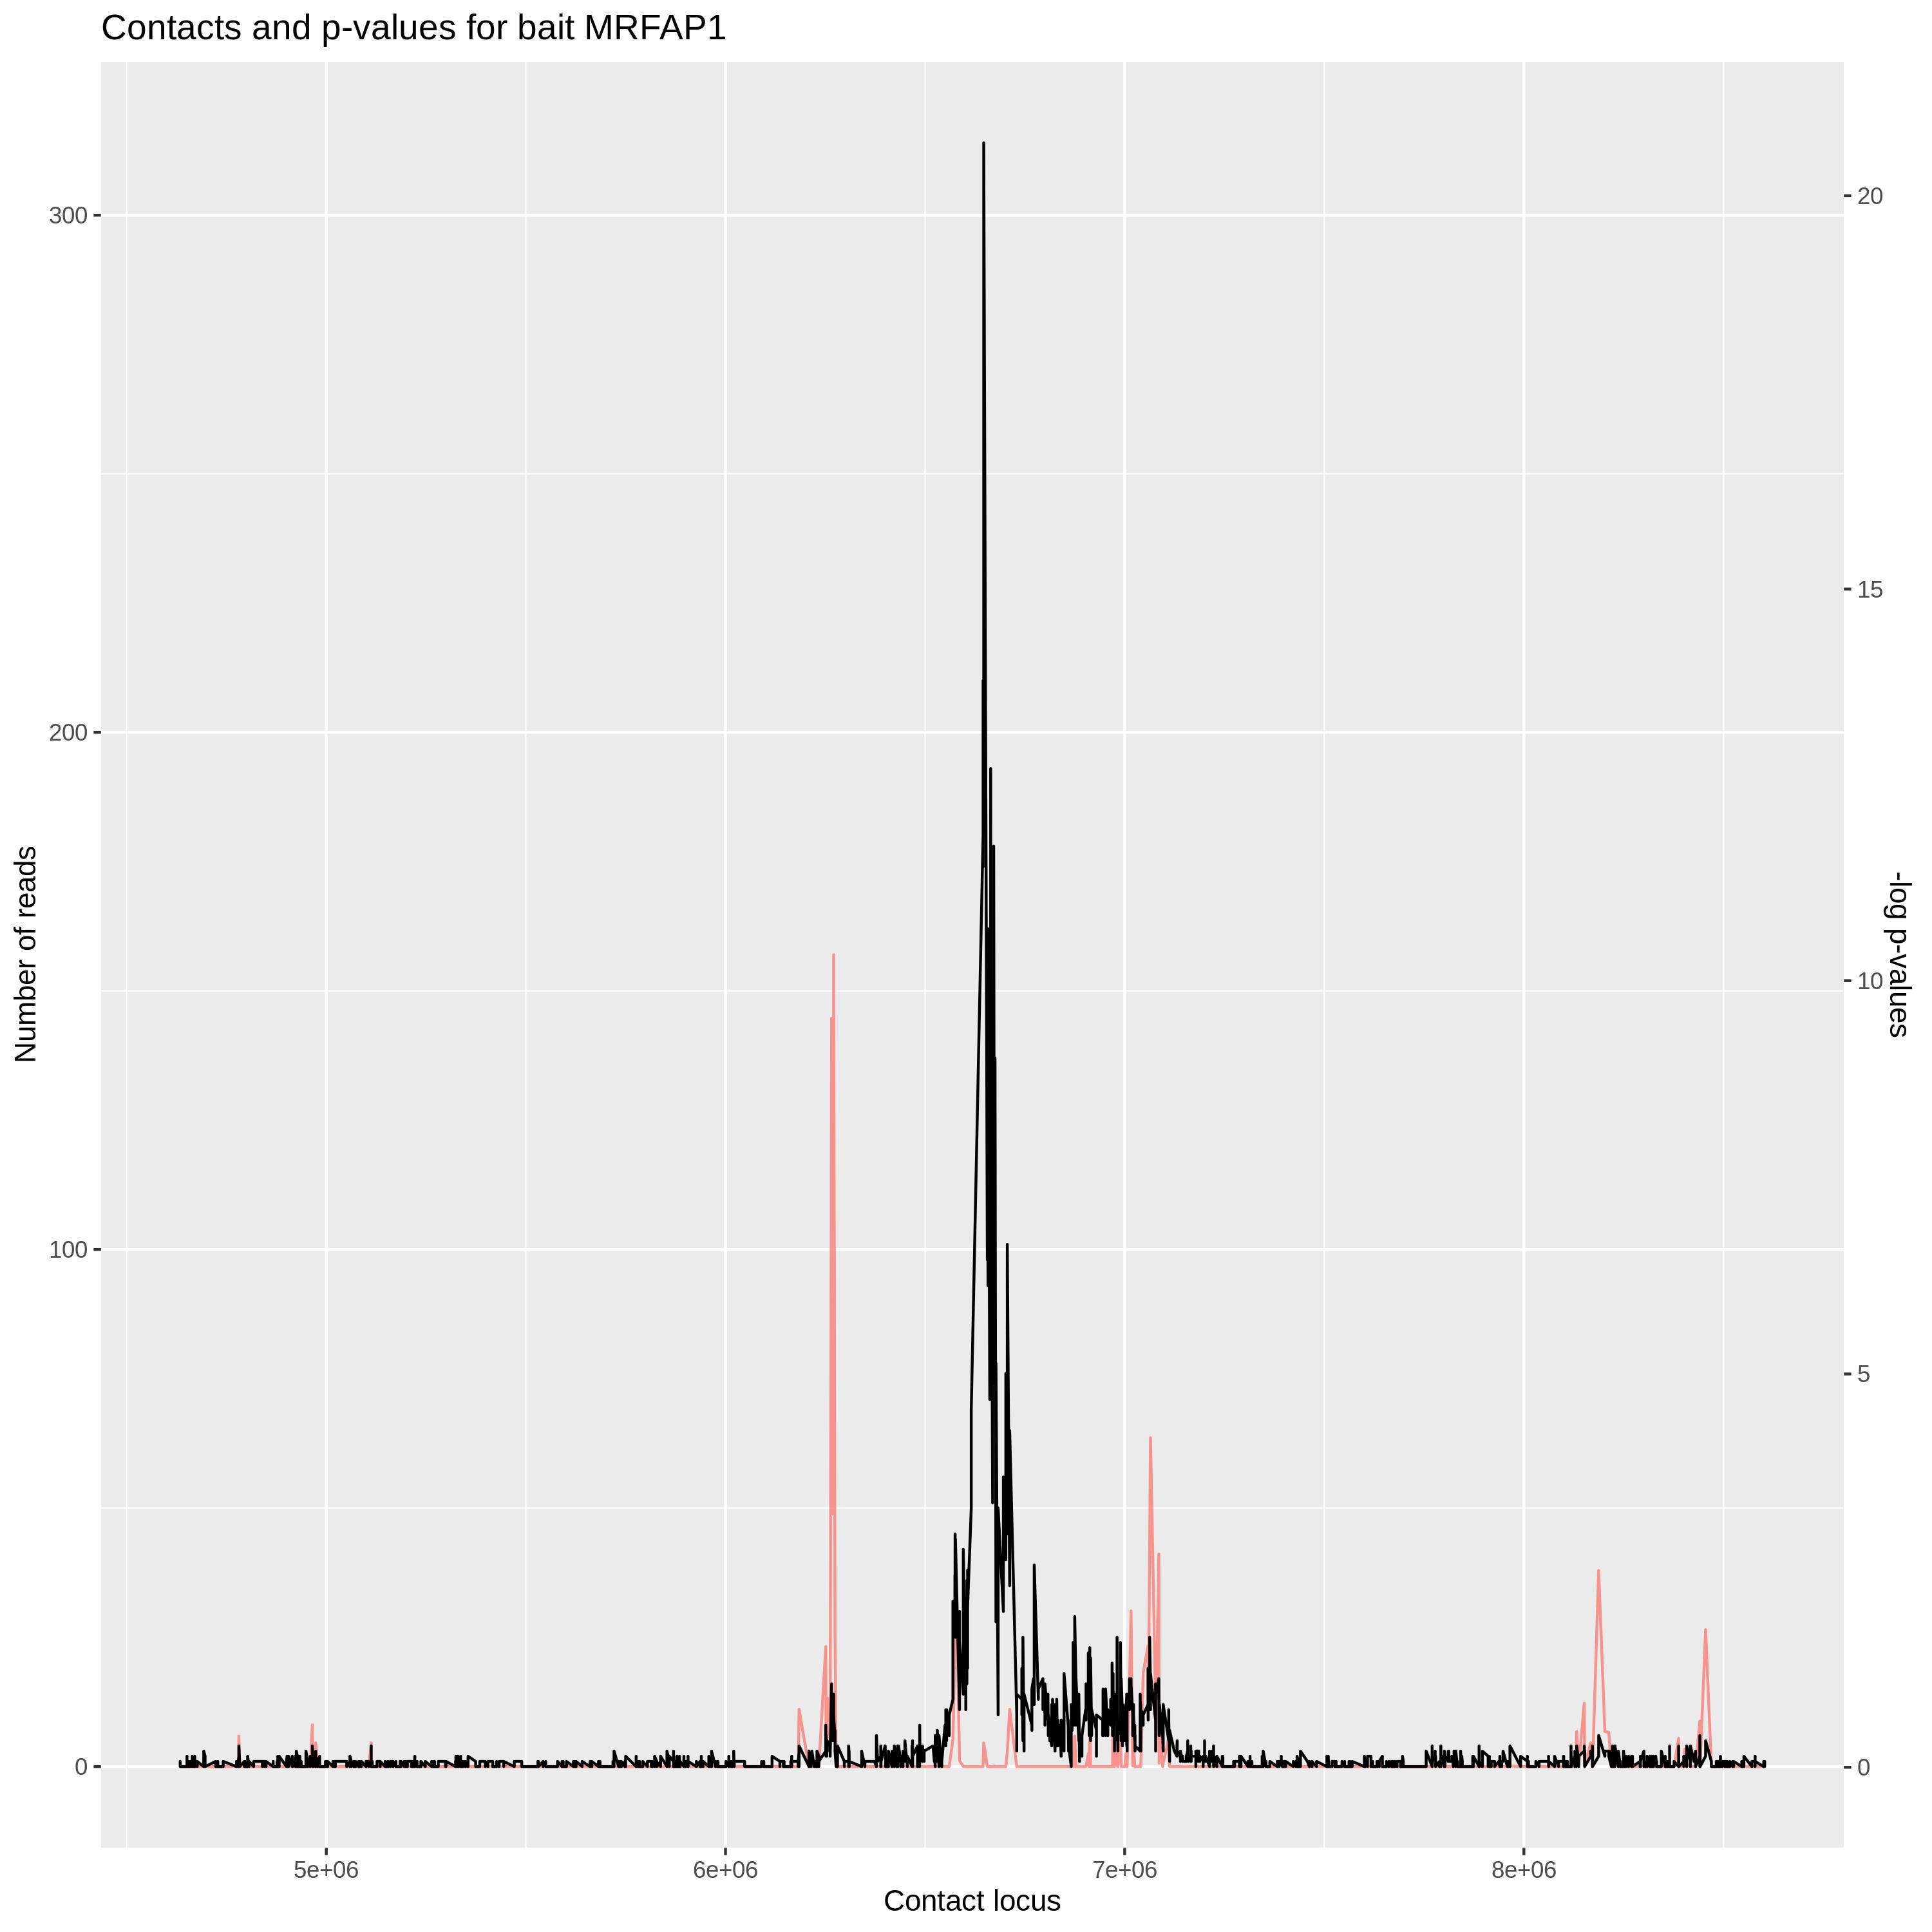 Contacts and p-values for bait MRFAP1
300
200
100
0
Number of reads
20
15
10
5
0
-log p-values
5e+06 6e+06 7e+06 8e+06
Contact locus